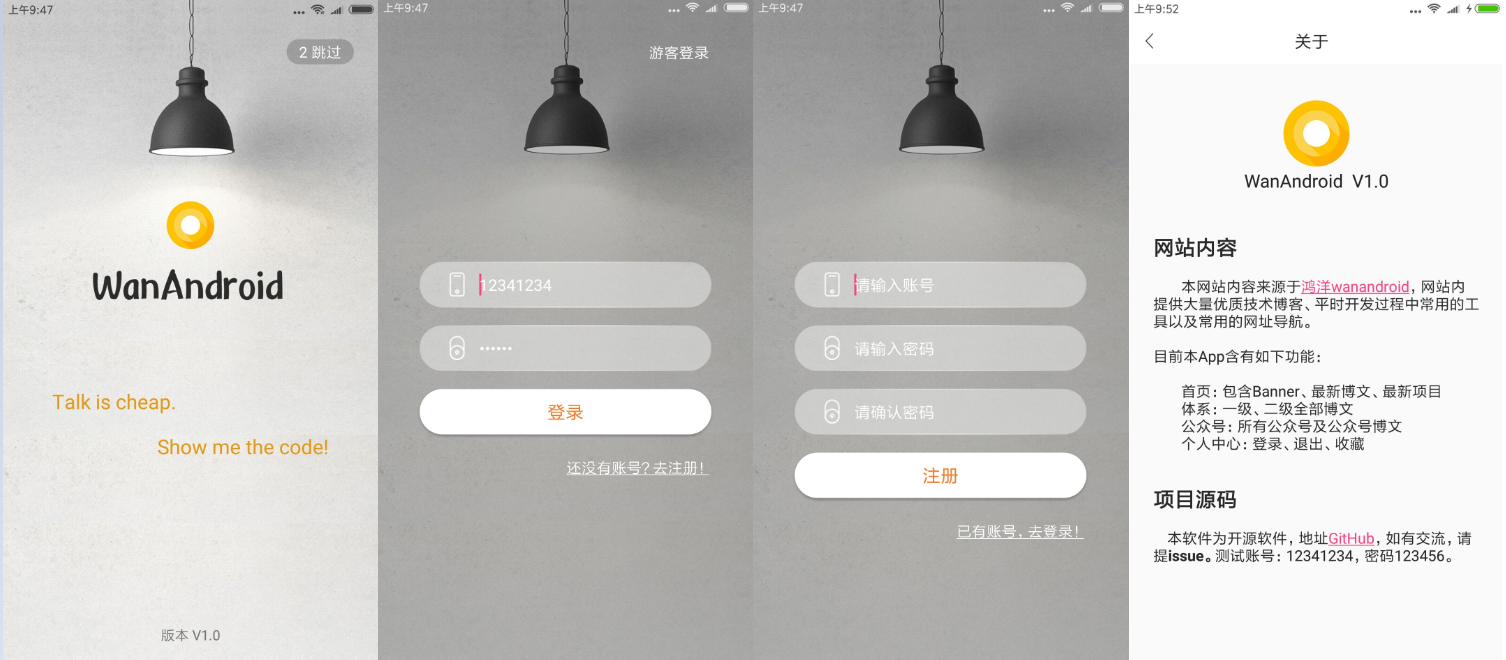 上午9:47
2 跳过
WanAndroid
Talk is cheap.
Show me the code!
版本 V1.0
上午9:47
游客登录
12341234
••••••
登录
还没有账号？去注册！
上午9:47
请输入账号
请输入密码
请确认密码
注册
已有账号，去登录！
上午9:52
关于
WanAndroid V1.0
网站内容
本网站内容来源于鸿洋wanandroid，网站内
提供大量优质技术博客、平时开发过程中常用的工
具以及常用的网址导航。
目前本App含有如下功能：
首页：包含Banner、最新博文、最新项目
体系：一级、二级全部博文
公众号：所有公众号及公众号博文
个人中心：登录、退出、收藏
项目源码
本软件为开源软件，地址GitHub，如有交流，请
提issue。测试账号：12341234，密码123456。